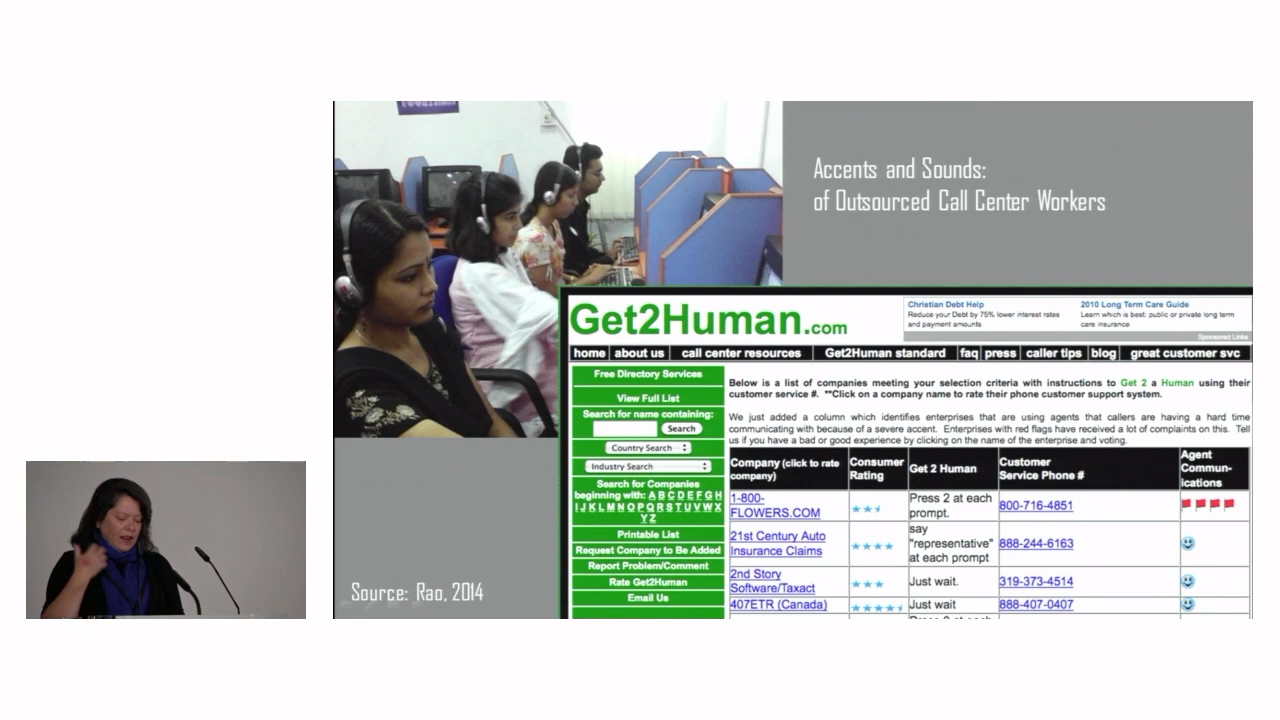 Accents and Sounds:
of Outsourced Call Center Workers
Get2Human.com
Christian Debt Help
Reduce your Debt by 75% lower interest rates
and payment amounts
2010 Long Term Care Guide
Learn which is best: public or private long term
care insurance
Sponsored Links
home about us call center resources Get2Human standard faq press caller tips blog great customer svc
Free Directory Services
View Full List
Search for name containing:
Search
Country Search
Industry Search
Search for Companies
beginning with: A B C D E F G H
I J K L M N O P Q R S T U V W X
Y Z
Printable List
Request Company to Be Added
Report Problem/Comment
Rate Get2Human
Email Us
Below is a list of companies meeting your selection criteria with instructions to Get 2 a Human using their
customer service #. **Click on a company name to rate their phone customer support system.
We just added a column which identifies enterprises that are using agents that callers are having a hard time
communicating with because of a severe accent. Enterprises with red flags have received a lot of complaints on this. Tell
us if you have a bad or good experience by clicking on the name of the enterprise and voting.
Company (click to rate
company)
Consumer
Rating
Get 2 Human
Customer
Service Phone #
Agent
Commun-
ications
1-800-
FLOWERS.COM
Press 2 at each
prompt.
800-716-4851
21st Century Auto
Insurance Claims
say
"representative"
at each prompt
888-244-6163
2nd Story
Software/Taxact
Just wait.
319-373-4514
407ETR (Canada)
Just wait
888-407-0407
Source: Rao, 2014